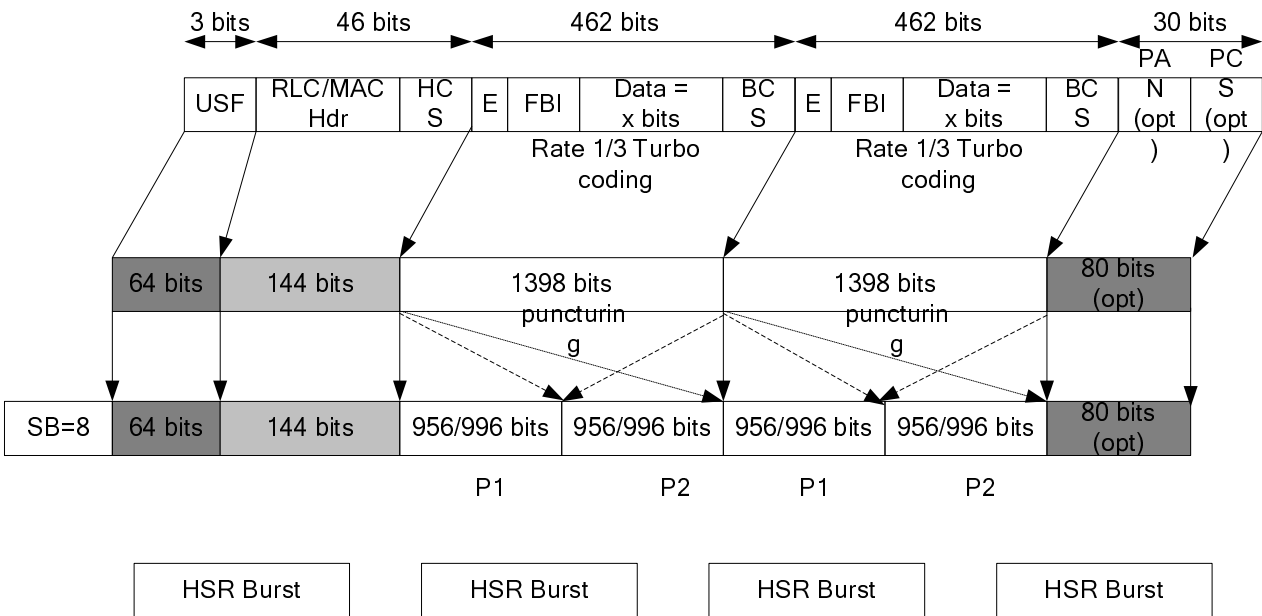 3 bits 46 bits 462 bits 462 bits 30 bits
USF
RLC/MAC
Hdr
HC
S
E
FBI
Data =
x bits
BC
S
E
FBI
Data =
x bits
BC
S
PA
N
(opt
)
PC
S
(opt
)
Rate 1/3 Turbo
coding
Rate 1/3 Turbo
coding
64 bits
144 bits
1398 bits
puncturin
g
1398 bits
puncturin
g
80 bits
(opt)
SB=8
64 bits
144 bits
956/996 bits
956/996 bits
956/996 bits
956/996 bits
80 bits
(opt)
P1 P2 P1 P2
HSR Burst HSR Burst HSR Burst HSR Burst